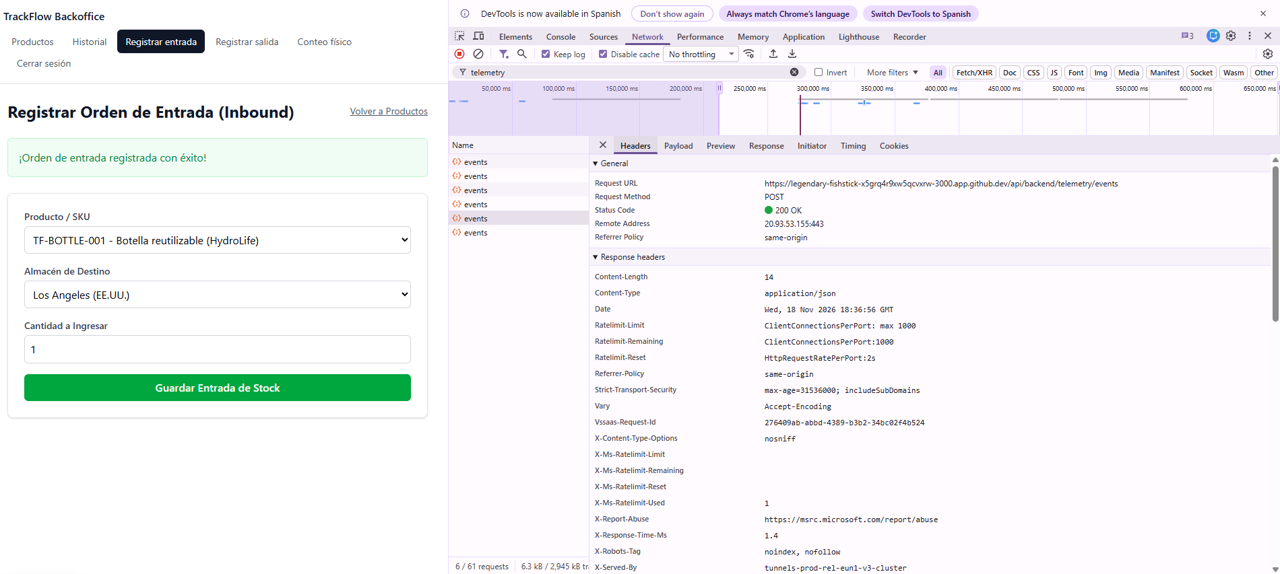 TrackFlow Backoffice
Productos Historial Registrar entrada Registrar salida Conteo físico
Cerrar sesión
Registrar Orden de Entrada (Inbound)
Volver a Productos
¡Orden de entrada registrada con éxito!
Producto / SKU
TF-BOTTLE-001 - Botella reutilizable (HydroLife)
Almacén de Destino
Los Angeles (EE.UU.)
Cantidad a Ingresar
1
Guardar Entrada de Stock
DevTools is now available in Spanish Don't show again Always match Chrome's language Switch DevTools to Spanish
Elements Console Sources Network Performance Memory Application Lighthouse Recorder 3
Keep log Disable cache No throttling
telemetry Invert More filters All Fetch/XHR Doc CSS JS Font Img Media Manifest Socket Wasm Other
50,000 ms 100,000 ms 150,000 ms 200,000 ms 250,000 ms 300,000 ms 350,000 ms 400,000 ms 450,000 ms 500,000 ms 550,000 ms 600,000 ms 650,000 ms
Name
events
events
events
events
events
events
Headers Payload Preview Response Initiator Timing Cookies
General
Request URL https://legendary-fishstick-x5grq4r9xw5qcvxrw-3000.app.github.dev/api/backend/telemetry/events
Request Method POST
Status Code 200 OK
Remote Address 20.93.53.155:443
Referrer Policy same-origin
Response headers
Content-Length 14
Content-Type application/json
Date Wed, 18 Nov 2026 18:36:56 GMT
Ratelimit-Limit ClientConnectionsPerPort: max 1000
Ratelimit-Remaining ClientConnectionsPerPort:1000
Ratelimit-Reset HttpRequestRatePerPort:2s
Referrer-Policy same-origin
Strict-Transport-Security max-age=31536000; includeSubDomains
Vary Accept-Encoding
Vssaas-Request-Id 276409ab-abbd-4389-b3b2-34bc02f4b524
X-Content-Type-Options nosniff
X-Ms-Ratelimit-Limit
X-Ms-Ratelimit-Remaining
X-Ms-Ratelimit-Reset
X-Ms-Ratelimit-Used 1
X-Report-Abuse https://msrc.microsoft.com/report/abuse
X-Response-Time-Ms 1.4
X-Robots-Tag noindex, nofollow
X-Served-By tunnels-prod-rel-eun1-v3-cluster
6 / 61 requests 6.3 kB / 2,945 kB tr